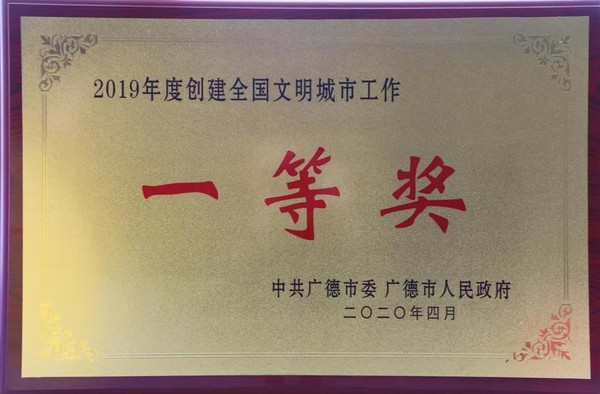 2019年度创建全国文明城市工作
一等奖
中共广德市委 广德市人民政府
二〇二〇年四月